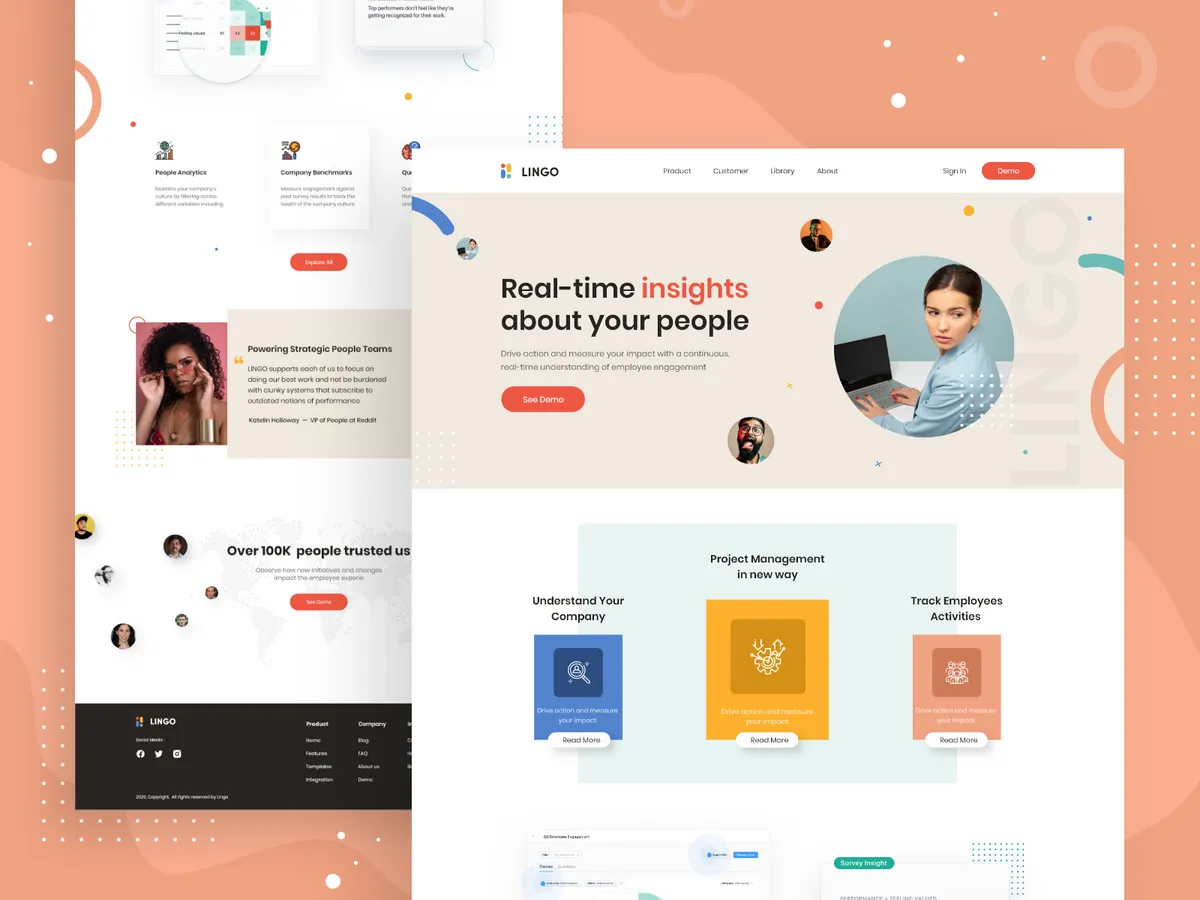 Top performers don't feel like they're
getting recognized for their work.
Feeling valued
People Analytics
Examine your company's
culture by filtering across
different variables including
Company Benchmarks
Measure engagement against
past survey results to track the
health of the company culture
Explore All
Powering Strategic People Teams
LINGO supports each of us to focus on
doing our best work and not be burdened
with clunky systems that subscribe to
outdated notions of performance
Katelin Holloway — VP of People at Reddit
Over 100K people trusted us
Observe how new initiatives and changes
impact the employee experie
See Demo
LINGO
Social Media :
2020, Copyright, All rights reserved by Lingo
Product
Home
Features
Templates
Integration
Company
Blog
FAQ
About us
Demo
LINGO
Product
Customer
Library
About
Sign In
Demo
Real-time insights
about your people
Drive action and measure your impact with a continuous,
real-time understanding of employee engagement
See Demo
LINGO
Project Management
in new way
Understand Your
Company
Track Employees
Activities
Drive action and measure
your impact
Read More
Drive action and measure
your impact
Read More
Drive action and measure
your impact
Read More
Q2 Employee Engagement
Themes
Survey Insight
PERFORMANCE + FEELING VALUED